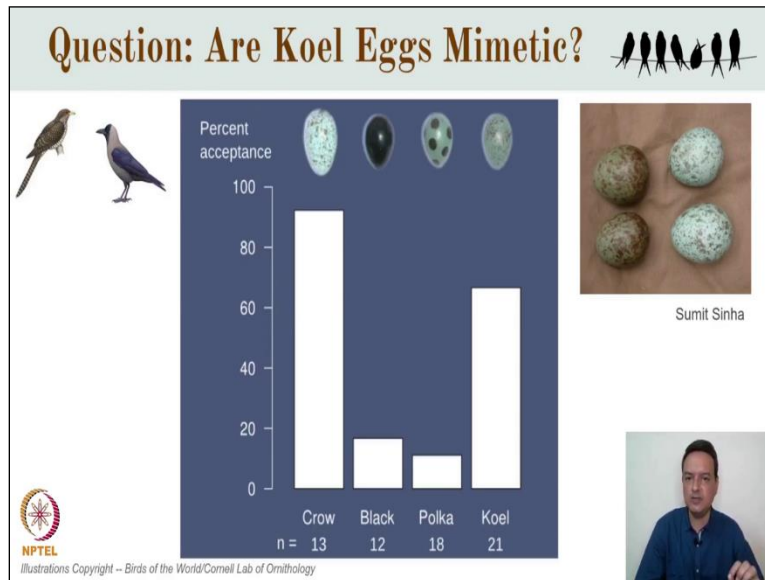 Question: Are Koel Eggs Mimetic?
Percent
acceptance
100
80
60
40
20
0
Crow Black Polka Koel
n = 13 12 18 21
Sumit Sinha
NPTEL
Illustrations Copyright -- Birds of the World/Cornell Lab of Ornithology